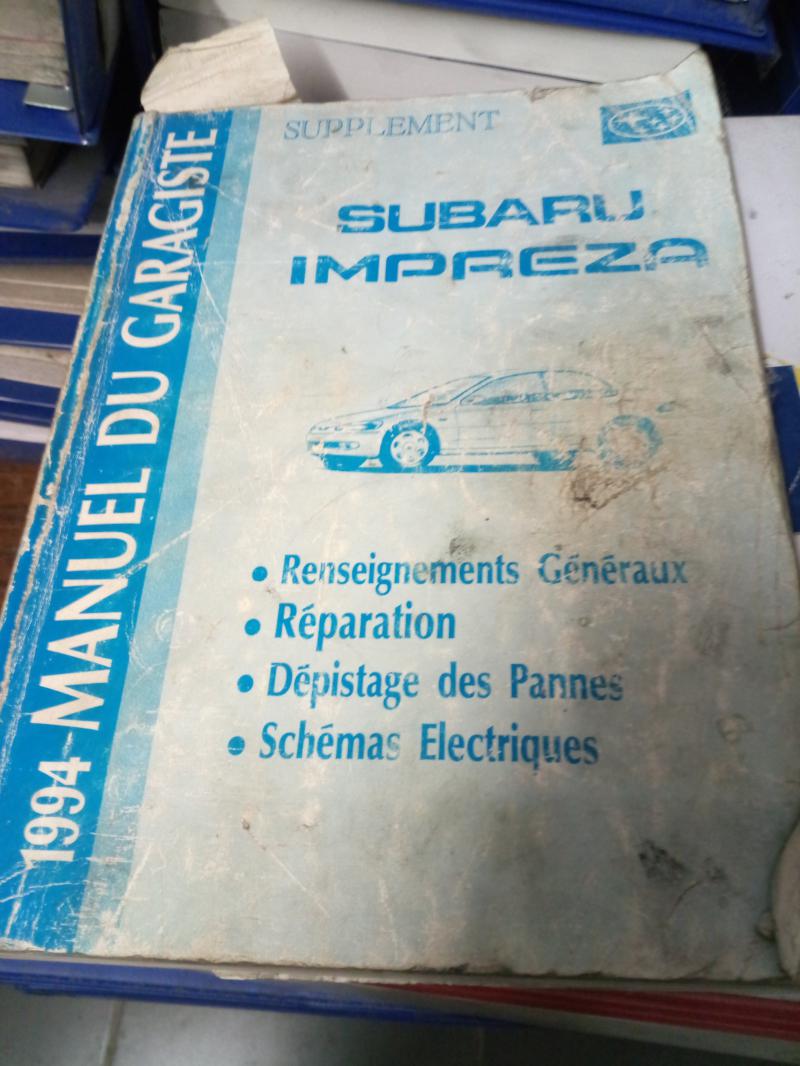 SUPPLEMENT
SUBARU
IMPREZA
1994 - MANUEL DU GARAGISTE
• Renseignements Généraux
• Réparation
• Dépistage des Pannes
• Schémas Electriques